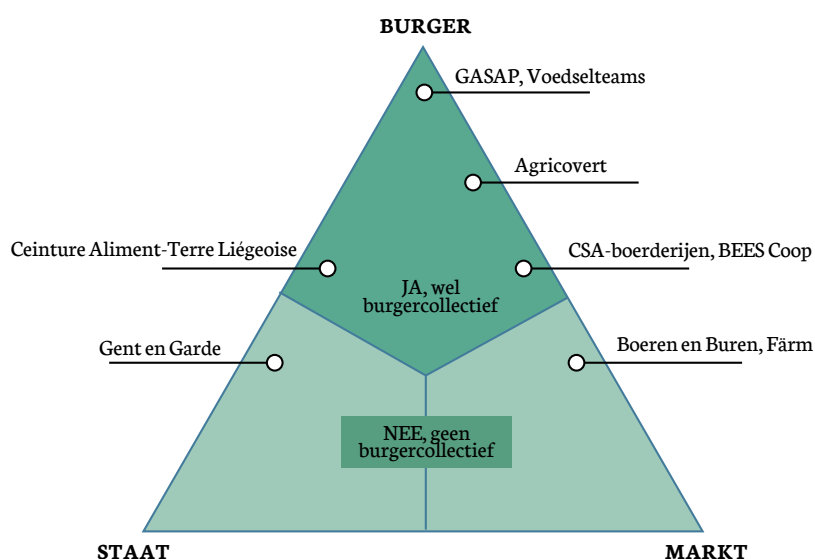 BURGER
GASAP, Voedselteams
Agricovert
Ceinture Aliment-Terre Liégeoise
CSA-boerderijen, BEES Coop
JA, wel
burgercollectief
Gent en Garde
Boeren en Buren, Färm
NEE, geen
burgercollectief
STAAT
MARKT